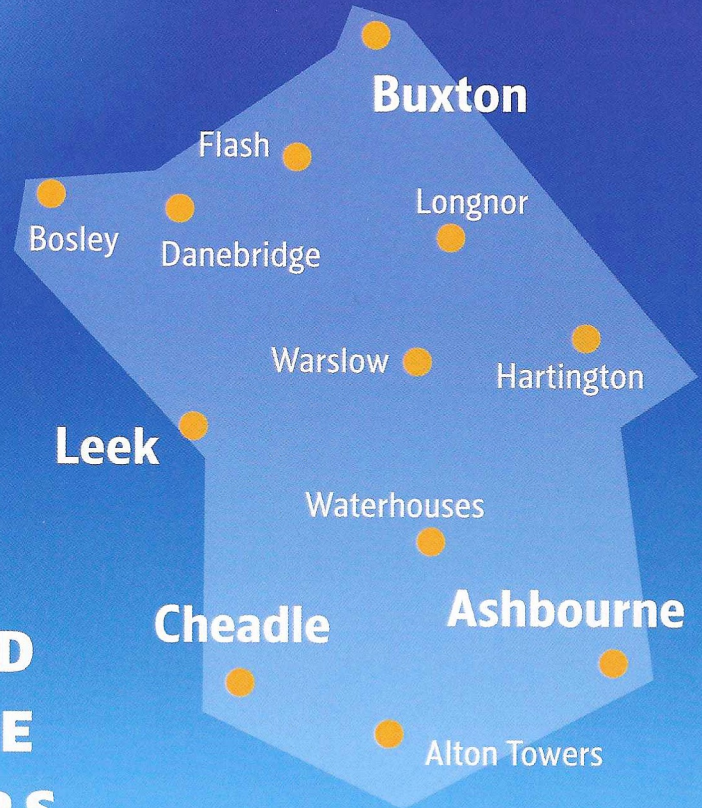 Buxton
Flash
Longnor
Bosley
Danebridge
Warslow
Hartington
Leek
Waterhouses
Ashbourne
Cheadle
D
E
Alton Towers